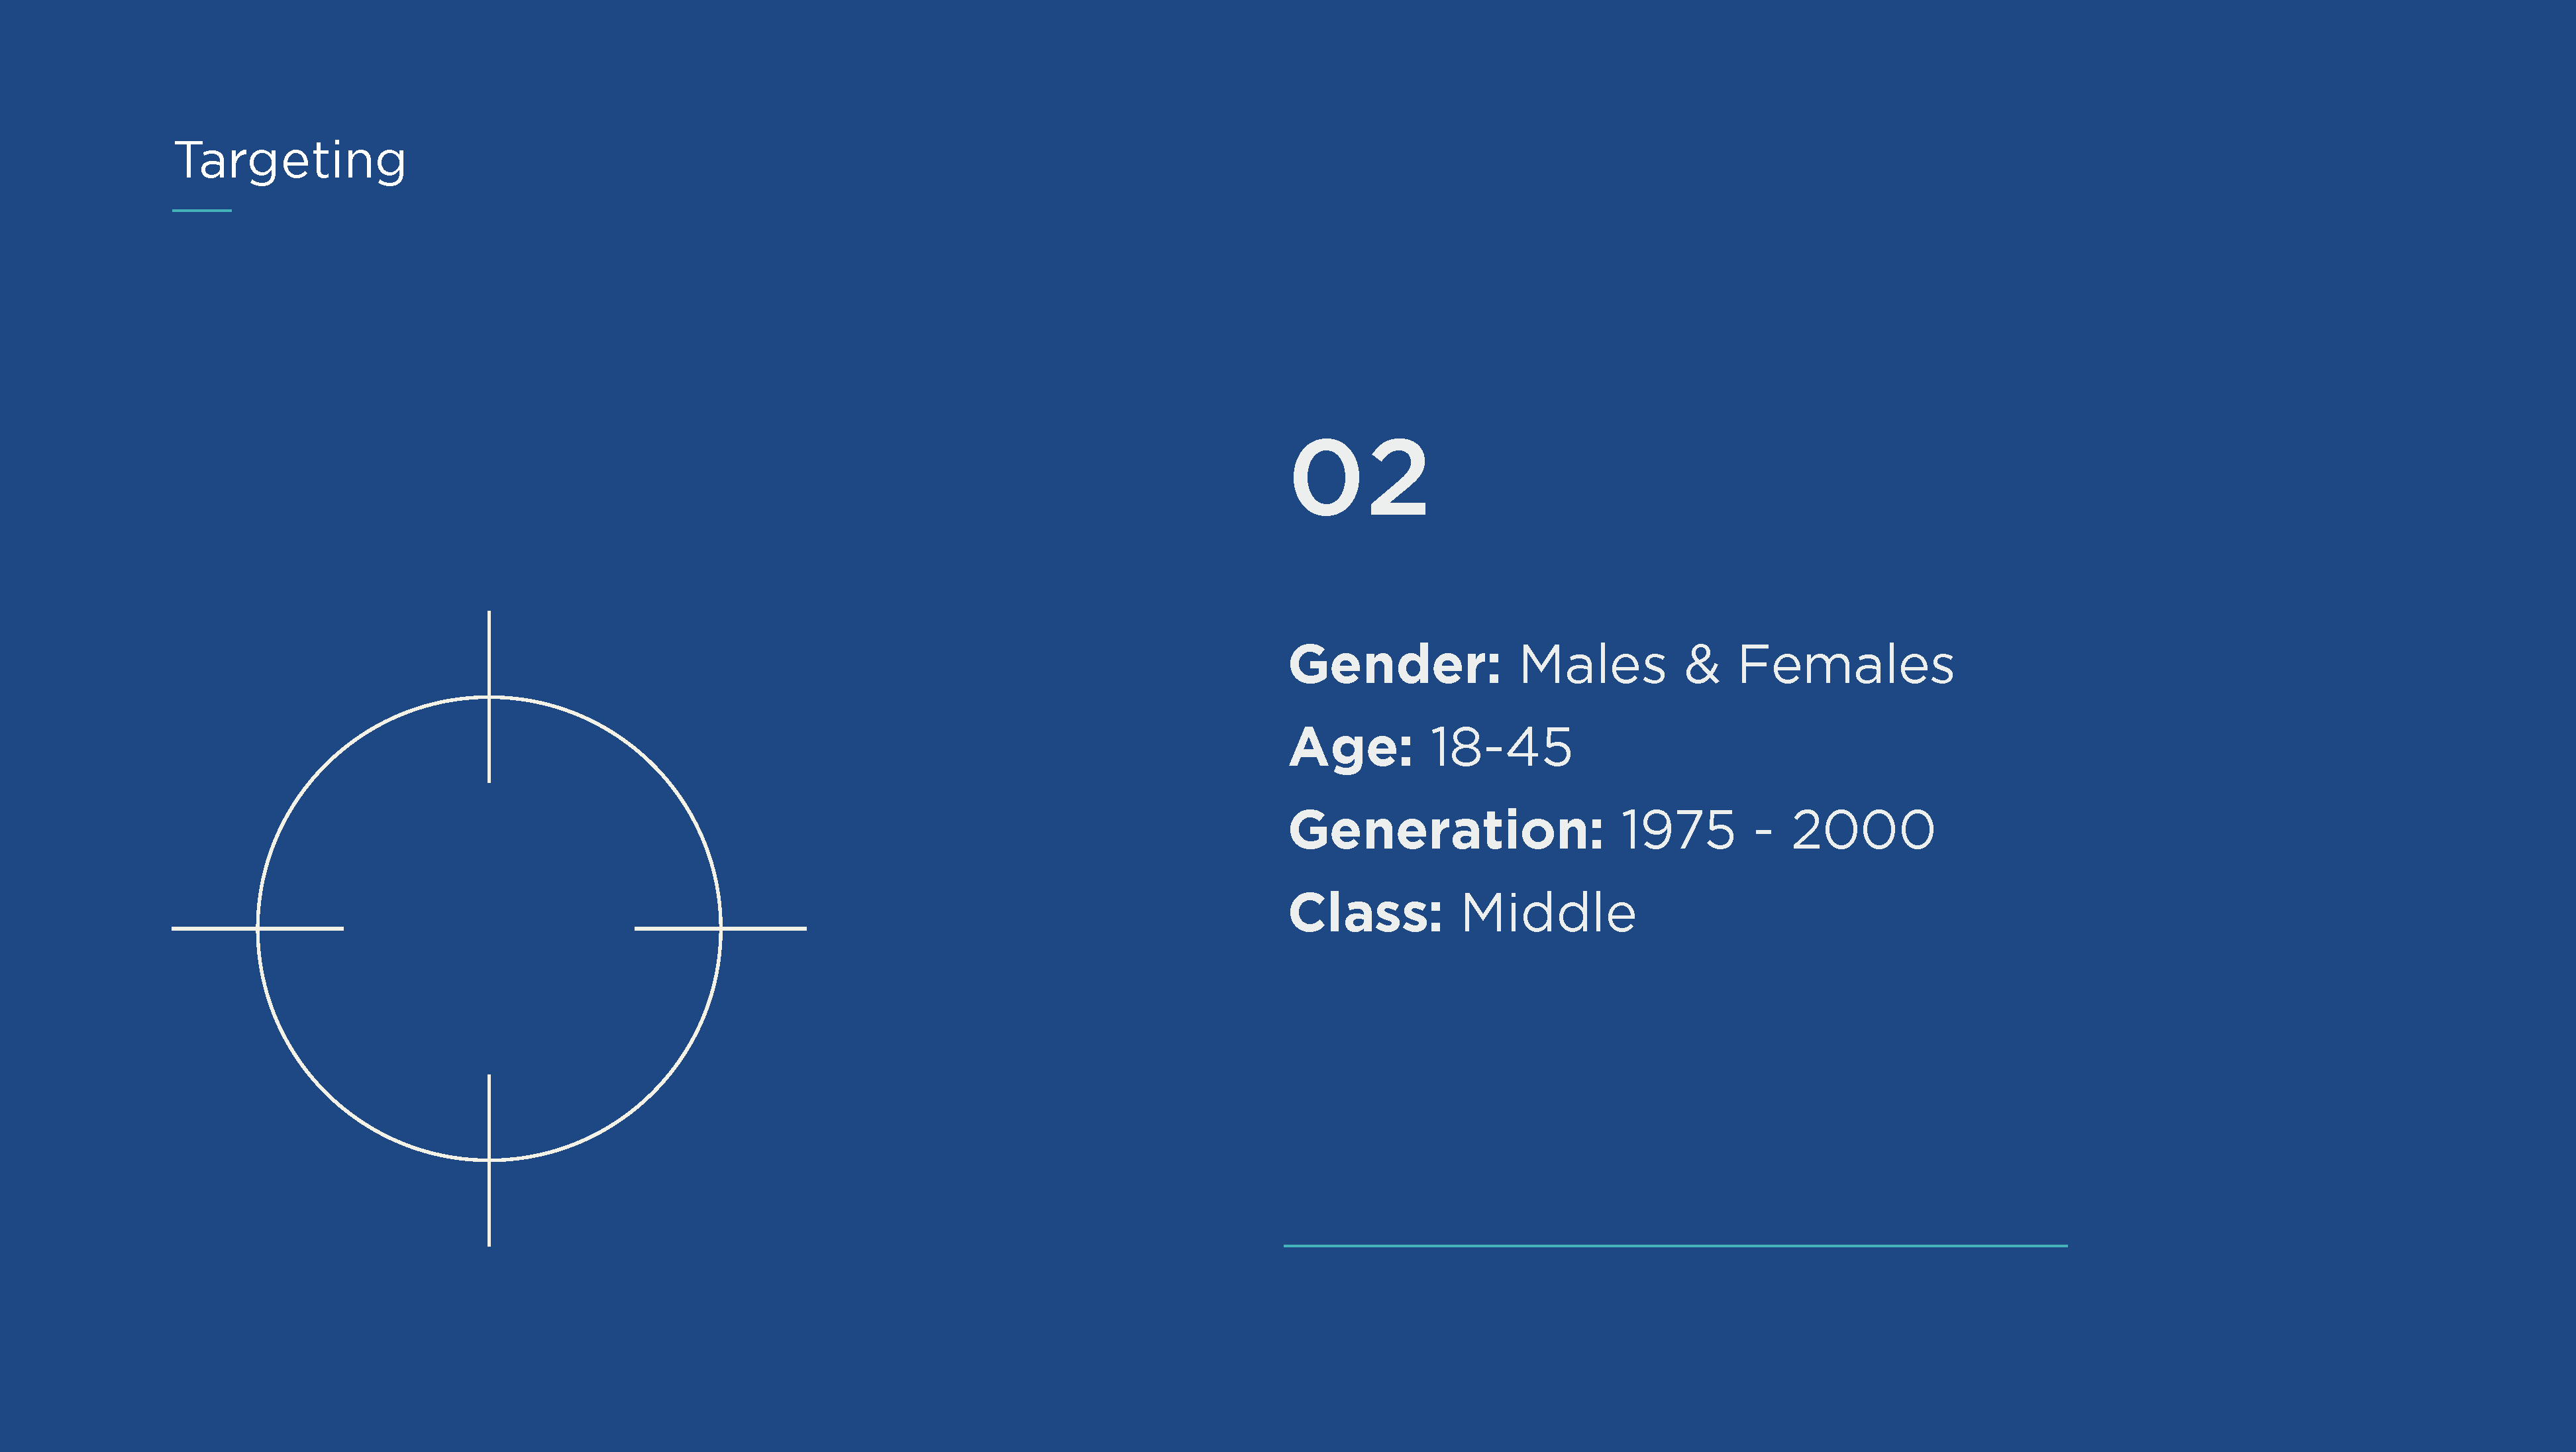 Targeting
02
Gender: Males & Females
Age: 18-45
Generation: 1975 - 2000
Class: Middle